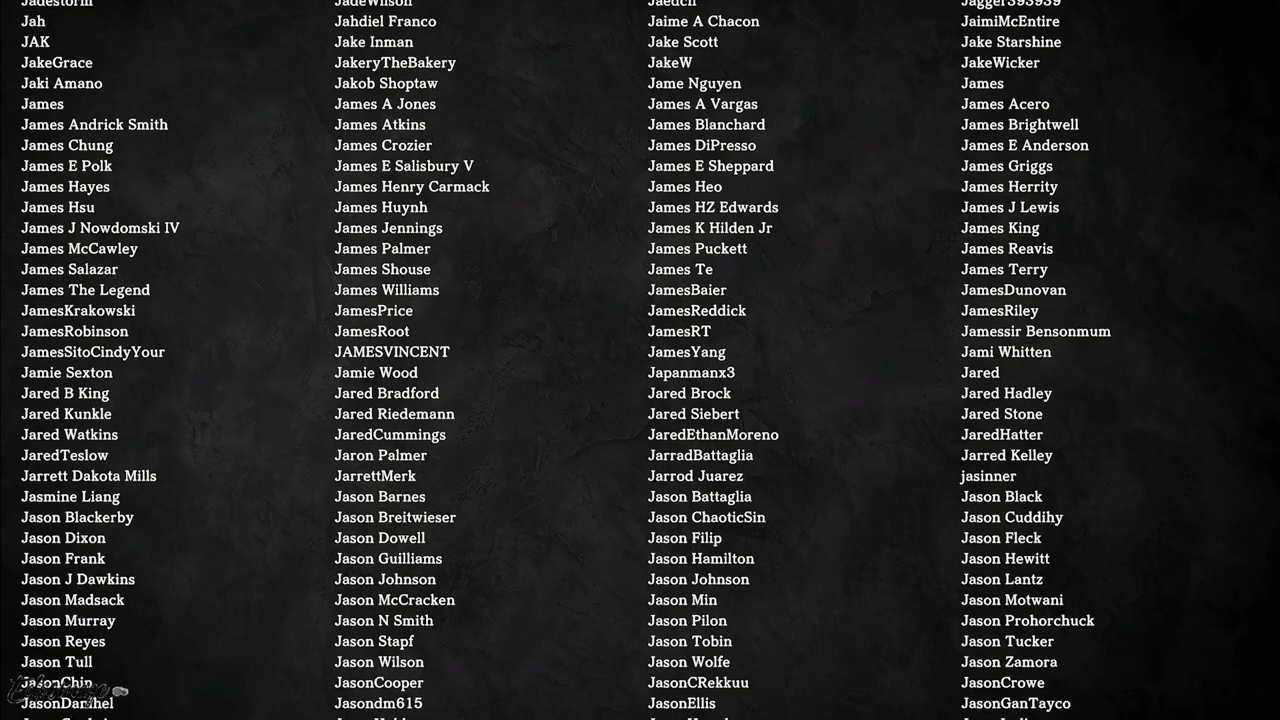 Jadestorm JadeWilson Jaedch Jagger393939
Jah Jahdiel Franco Jaime A Chacon JaimiMcEntire
JAK Jake Inman Jake Scott Jake Starshine
JakeGrace JakeryTheBakery JakeW JakeWicker
Jaki Amano Jakob Shoptaw Jame Nguyen James
James James A Jones James A Vargas James Acero
James Andrick Smith James Atkins James Blanchard James Brightwell
James Chung James Crozier James DiPresso James E Anderson
James E Polk James E Salisbury V James E Sheppard James Griggs
James Hayes James Henry Carmack James Heo James Herrity
James Hsu James Huynh James HZ Edwards James J Lewis
James J Nowdomski IV James Jennings James K Hilden Jr James King
James McCawley James Palmer James Puckett James Reavis
James Salazar James Shouse James Te James Terry
James The Legend James Williams JamesBaier JamesDunovan
JamesKrakowski JamesPrice JamesReddick JamesRiley
JamesRobinson JamesRoot JamesRT Jamessir Bensonmum
JamesSitoCindyYour JAMESVINCENT JamesYang Jami Whitten
Jamie Sexton Jamie Wood Japanmanx3 Jared
Jared B King Jared Bradford Jared Brock Jared Hadley
Jared Kunkle Jared Riedemann Jared Siebert Jared Stone
Jared Watkins JaredCummings JaredEthanMoreno JaredHatter
JaredTeslow Jaron Palmer JarradBattaglia Jarred Kelley
Jarrett Dakota Mills JarrettMerk Jarrod Juarez jasinner
Jasmine Liang Jason Barnes Jason Battaglia Jason Black
Jason Blackerby Jason Breitwieser Jason ChaoticSin Jason Cuddihy
Jason Dixon Jason Dowell Jason Filip Jason Fleck
Jason Frank Jason Guilliams Jason Hamilton Jason Hewitt
Jason J Dawkins Jason Johnson Jason Johnson Jason Lantz
Jason Madsack Jason McCracken Jason Min Jason Motwani
Jason Murray Jason N Smith Jason Pilon Jason Prohorchuck
Jason Reyes Jason Stapf Jason Tobin Jason Tucker
Jason Tull Jason Wilson Jason Wolfe Jason Zamora
JasonChin JasonCooper JasonCRekkuu JasonCrowe
Jasondm615 JasonEllis JasonGanTayco